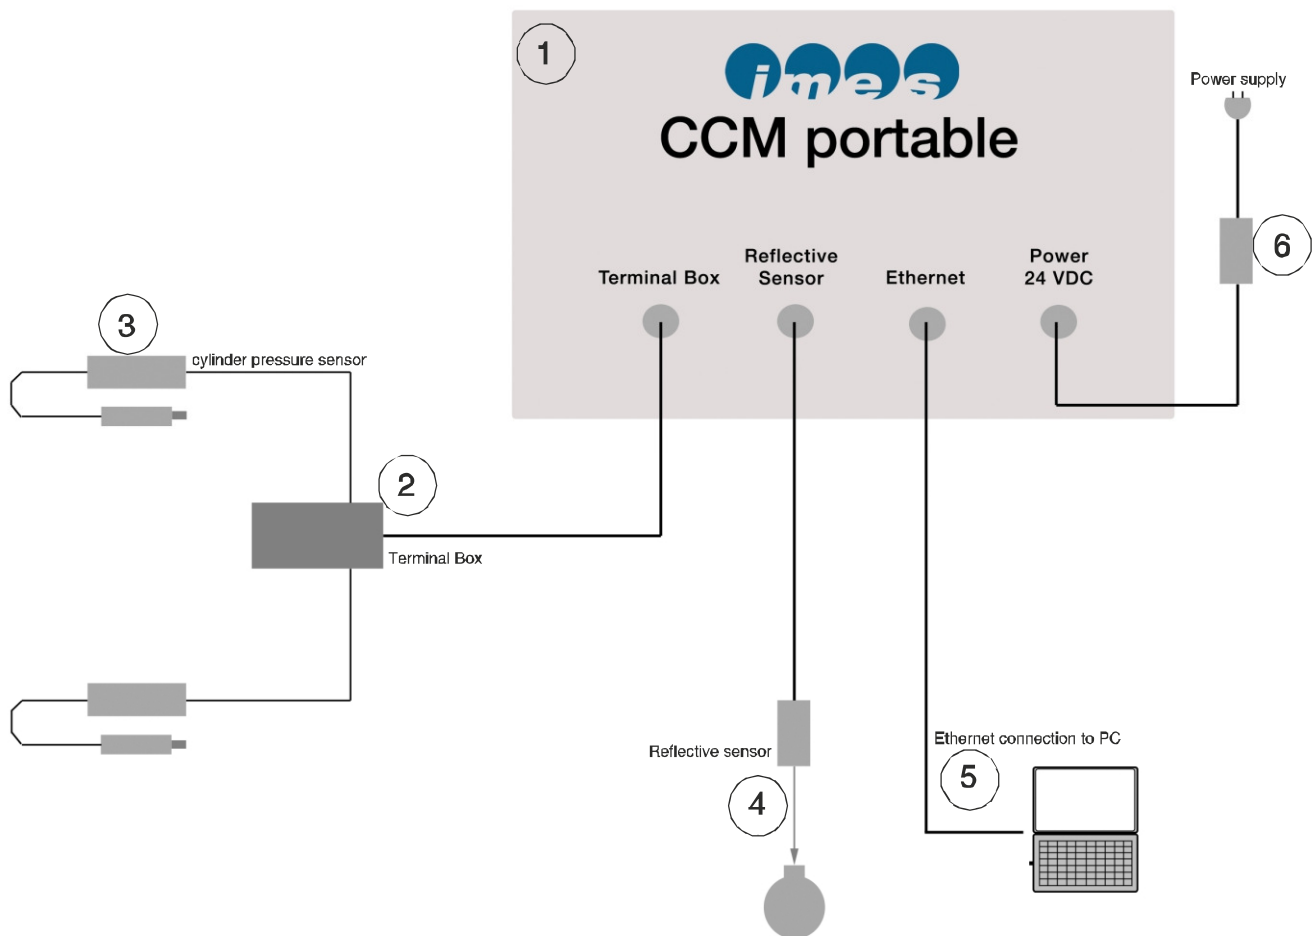 1
imes
CCM portable
Power supply
6
Terminal Box
Reflective
Sensor
Ethernet
Power
24 VDC
3
cylinder pressure sensor
2
Terminal Box
Reflective sensor
4
Ethernet connection to PC
5